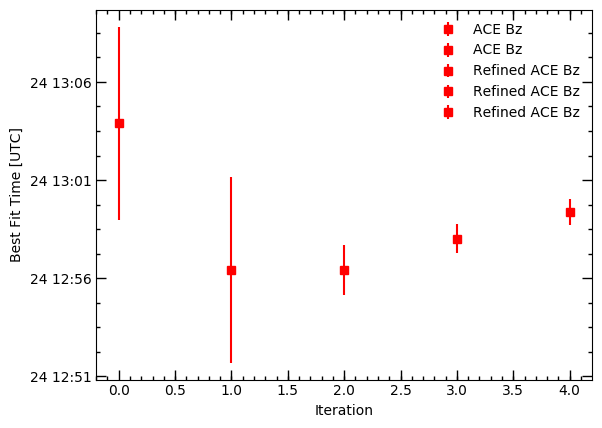 ACE Bz
ACE Bz
Refined ACE Bz
Refined ACE Bz
Refined ACE Bz
Best Fit Time [UTC]
24 13:06
24 13:01
24 12:56
24 12:51
0.0 0.5 1.0 1.5 2.0 2.5 3.0 3.5 4.0
Iteration